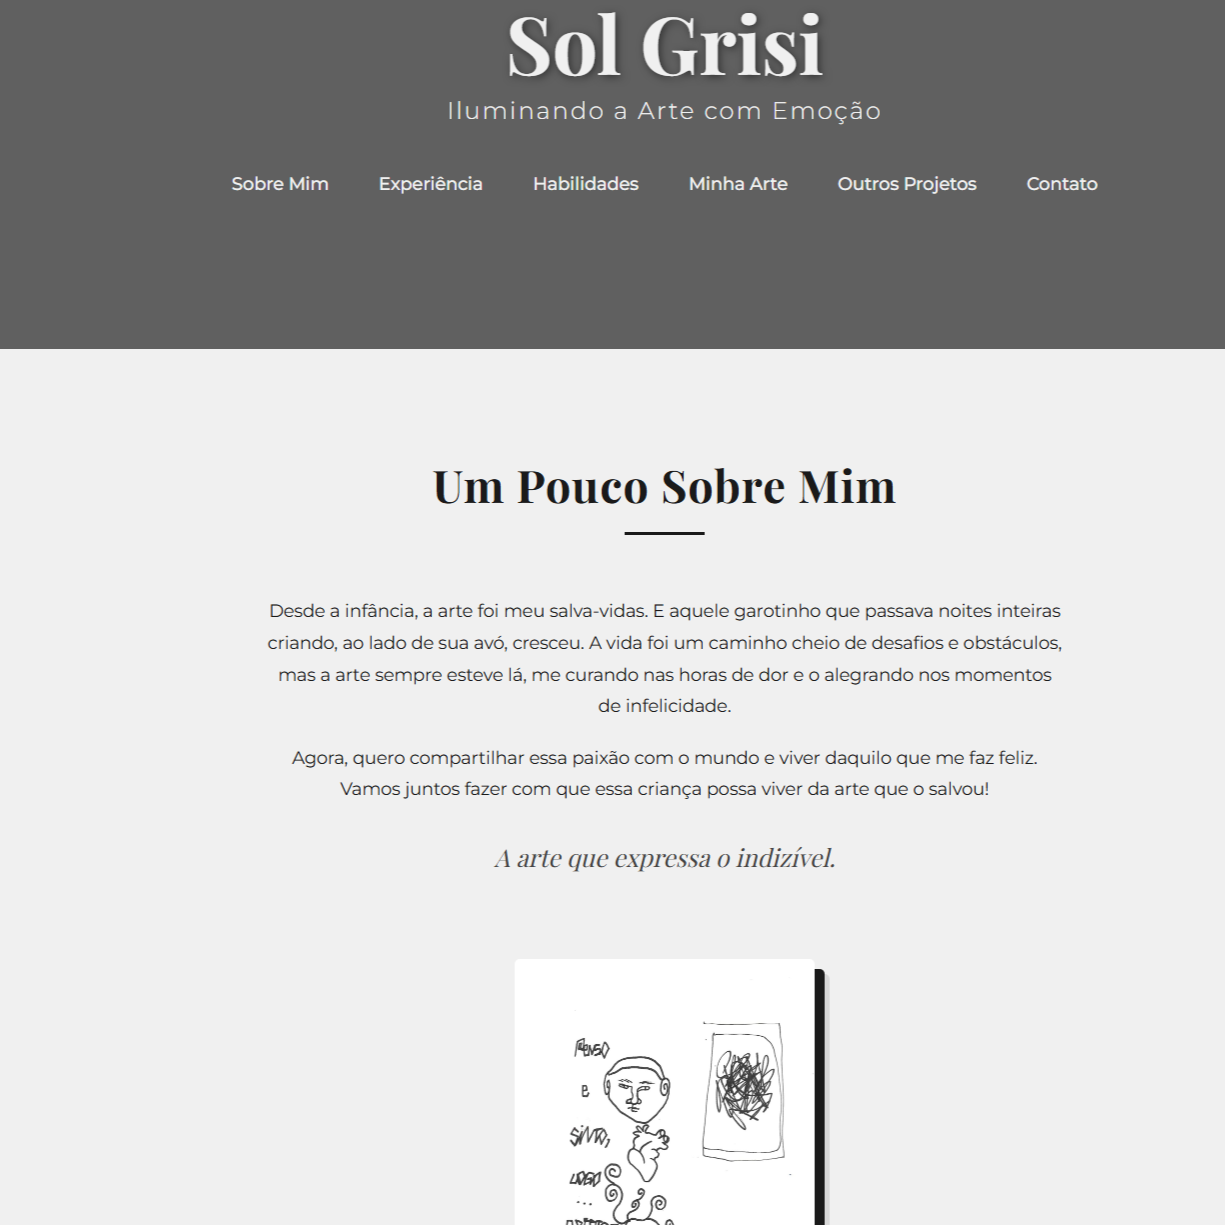 Sol Grisi
Iluminando a Arte com Emoção
Sobre Mim Experiência Habilidades Minha Arte Outros Projetos Contato
Um Pouco Sobre Mim
Desde a infância, a arte foi meu salva-vidas. E aquele garotinho que passava noites inteiras
criando, ao lado de sua avó, cresceu. A vida foi um caminho cheio de desafios e obstáculos,
mas a arte sempre esteve lá, me curando nas horas de dor e o alegrando nos momentos
de infelicidade.
Agora, quero compartilhar essa paixão com o mundo e viver daquilo que me faz feliz.
Vamos juntos fazer com que essa criança possa viver da arte que o salvou!
A arte que expressa o indizível.
PENSO
E
SINTO,
LOGO
...